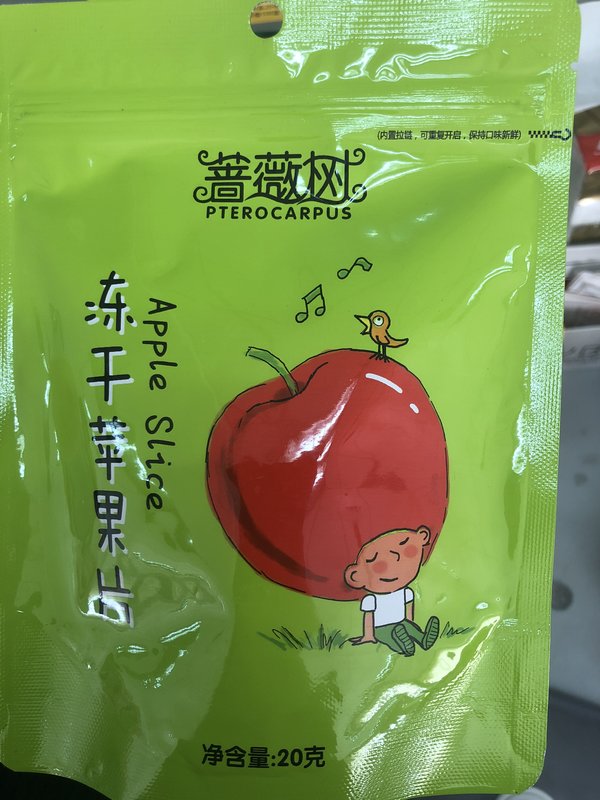 (内置拉链，可重复开启，保持口味新鲜)
蔷薇树
PTEROCARPUS
Apple Slice
冻干苹果片
净含量:20克